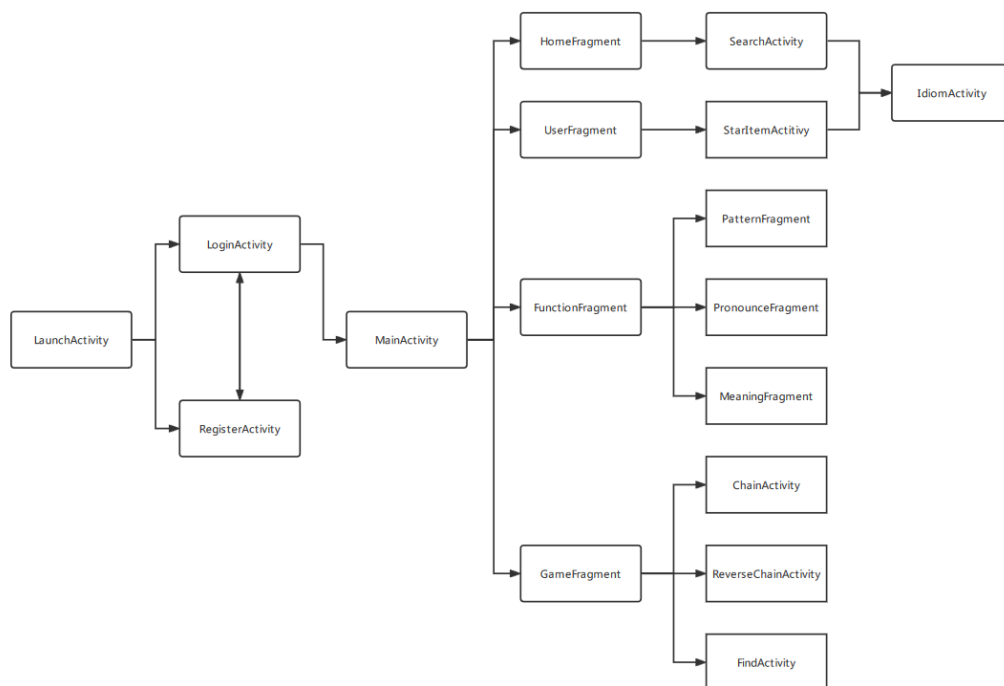 HomeFragment
SearchActivity
IdiomActivity
UserFragment
StarItemActitivy
PatternFragment
LoginActivity
FunctionFragment
PronounceFragment
LaunchActivity
MainActivity
MeaningFragment
RegisterActivity
ChainActivity
GameFragment
ReverseChainActivity
FindActivity